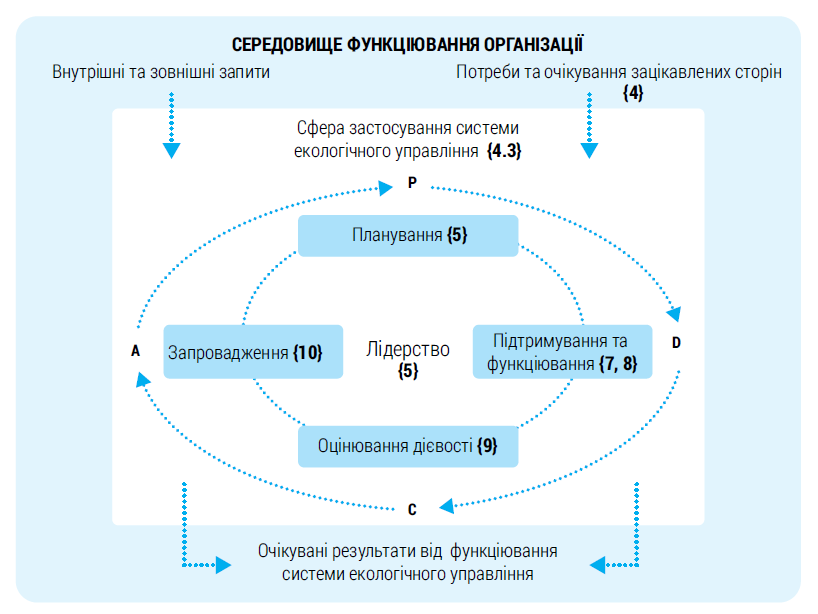 СЕРЕДОВИЩЕ ФУНКЦІЮВАННЯ ОРГАНІЗАЦІЇ
Внутрішні та зовнішні запити
Потреби та очікування зацікавлених сторін
{4}
Сфера застосування системи
екологічного управління {4.3}
P
Планування {5}
A
Запровадження {10}
Лідерство
{5}
Підтримування та
функціювання {7, 8}
D
Оцінювання дієвості {9}
C
Очікувані результати від функціювання
системи екологічного управління